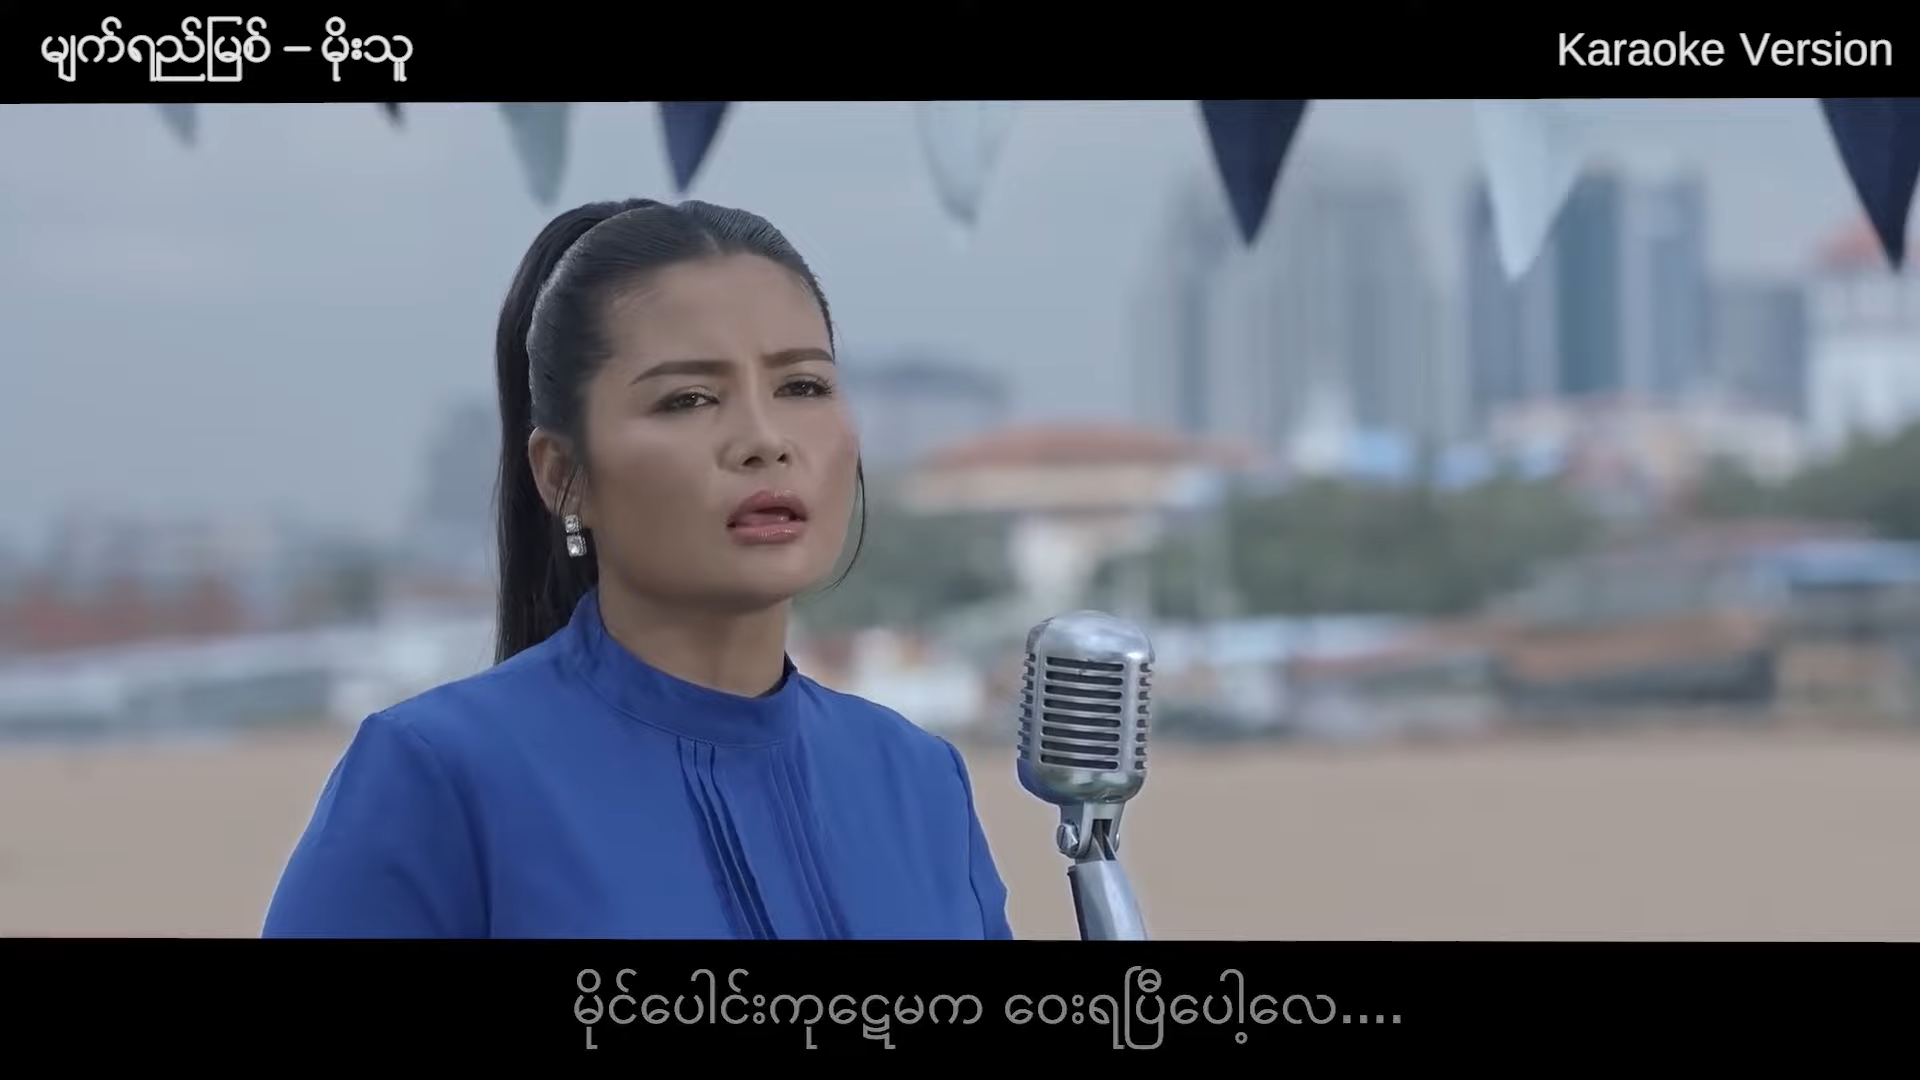 မျက်ရည်မြစ် – မိုးသူ
Karaoke Version
မိုင်ပေါင်းကုဋေမက ဝေးရပြီပေါ့လေ....